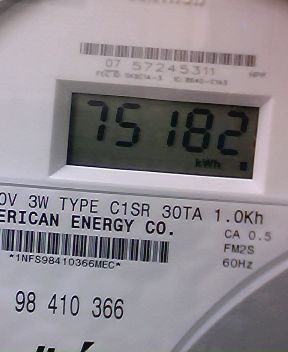 07 57245311
HPP
75182
kWh
0V 3W TYPE C1SR 30TA 1.0Kh
ERICAN ENERGY CO.
CA 0.5
FM2S
60Hz
*1NFS98410366MEC*
98 410 366